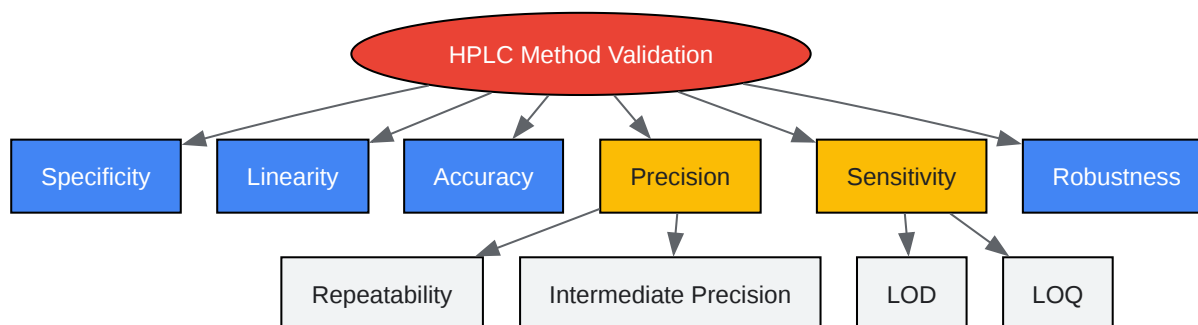 HPLC Method Validation
Specificity
Linearity
Accuracy
Precision
Sensitivity
Robustness
Repeatability
Intermediate Precision
LOD
LOQ